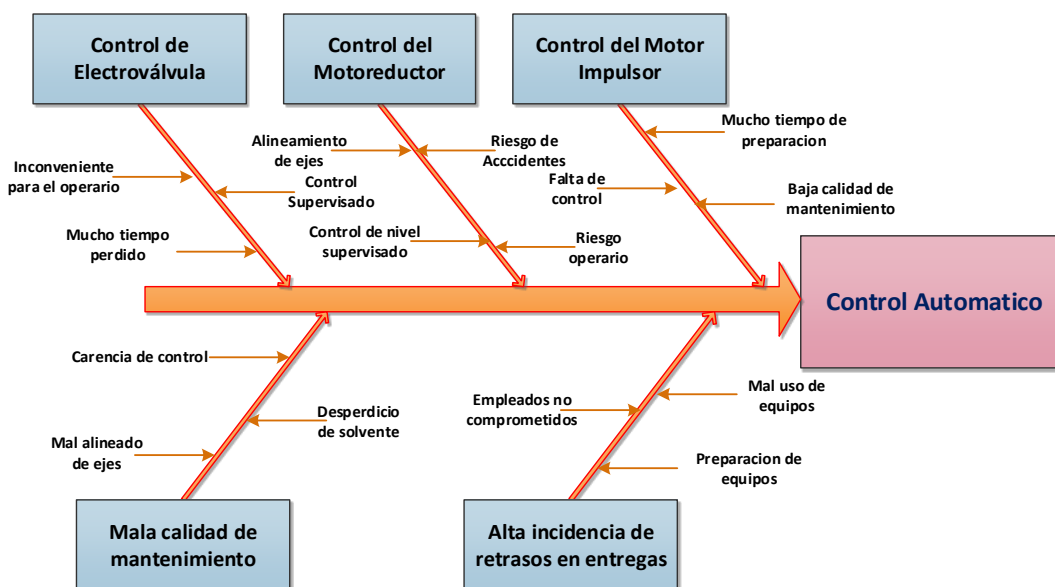 Control de
Electroválvula
Control del
Motoreductor
Control del Motor
Impulsor
Inconveniente
para el operario
Control
Supervisado
Mucho tiempo
perdido
Alineamiento
de ejes
Riesgo de
Acccidentes
Control de nivel
supervisado
Riesgo
operario
Mucho tiempo de
preparacion
Falta de
control
Baja calidad de
mantenimiento
Control Automatico
Carencia de control
Desperdicio
de solvente
Mal alineado
de ejes
Mala calidad de
mantenimiento
Empleados no
comprometidos
Mal uso de
equipos
Preparacion de
equipos
Alta incidencia de
retrasos en entregas